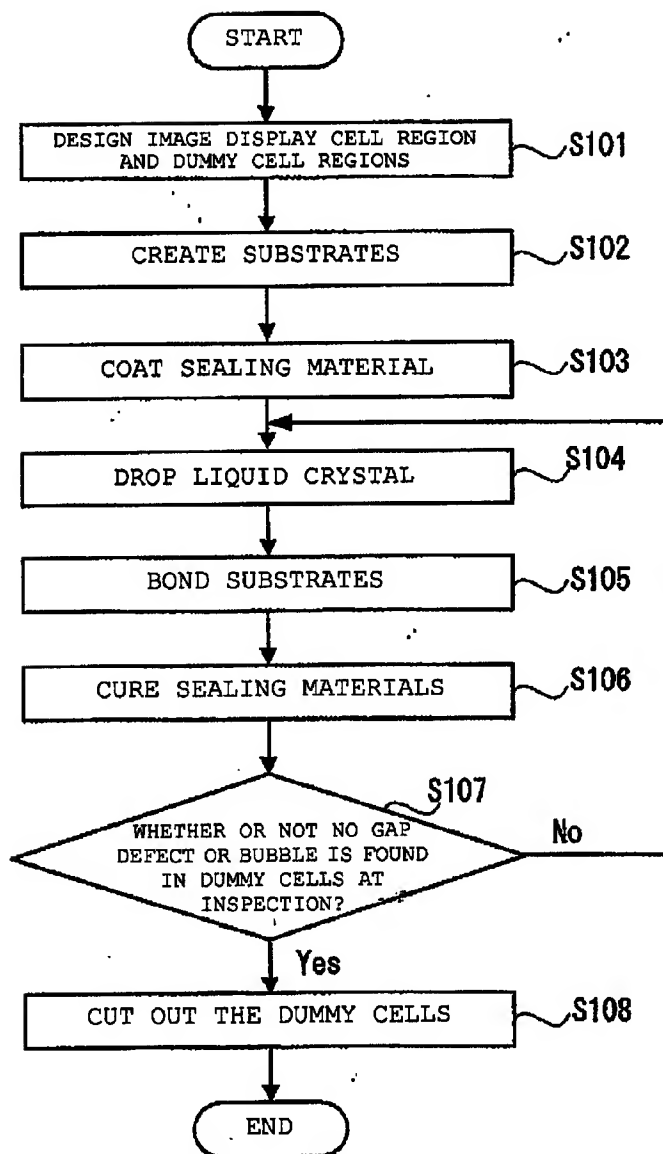 START
DESIGN IMAGE DISPLAY CELL REGION
AND DUMMY CELL REGIONS
S101
CREATE SUBSTRATES
S102
COAT SEALING MATERIAL
S103
DROP LIQUID CRYSTAL
S104
BOND SUBSTRATES
S105
CURE SEALING MATERIALS
S106
S107
WHETHER OR NOT NO GAP
DEFECT OR BUBBLE IS FOUND
IN DUMMY CELLS AT
INSPECTION?
No
Yes
CUT OUT THE DUMMY CELLS
S108
END